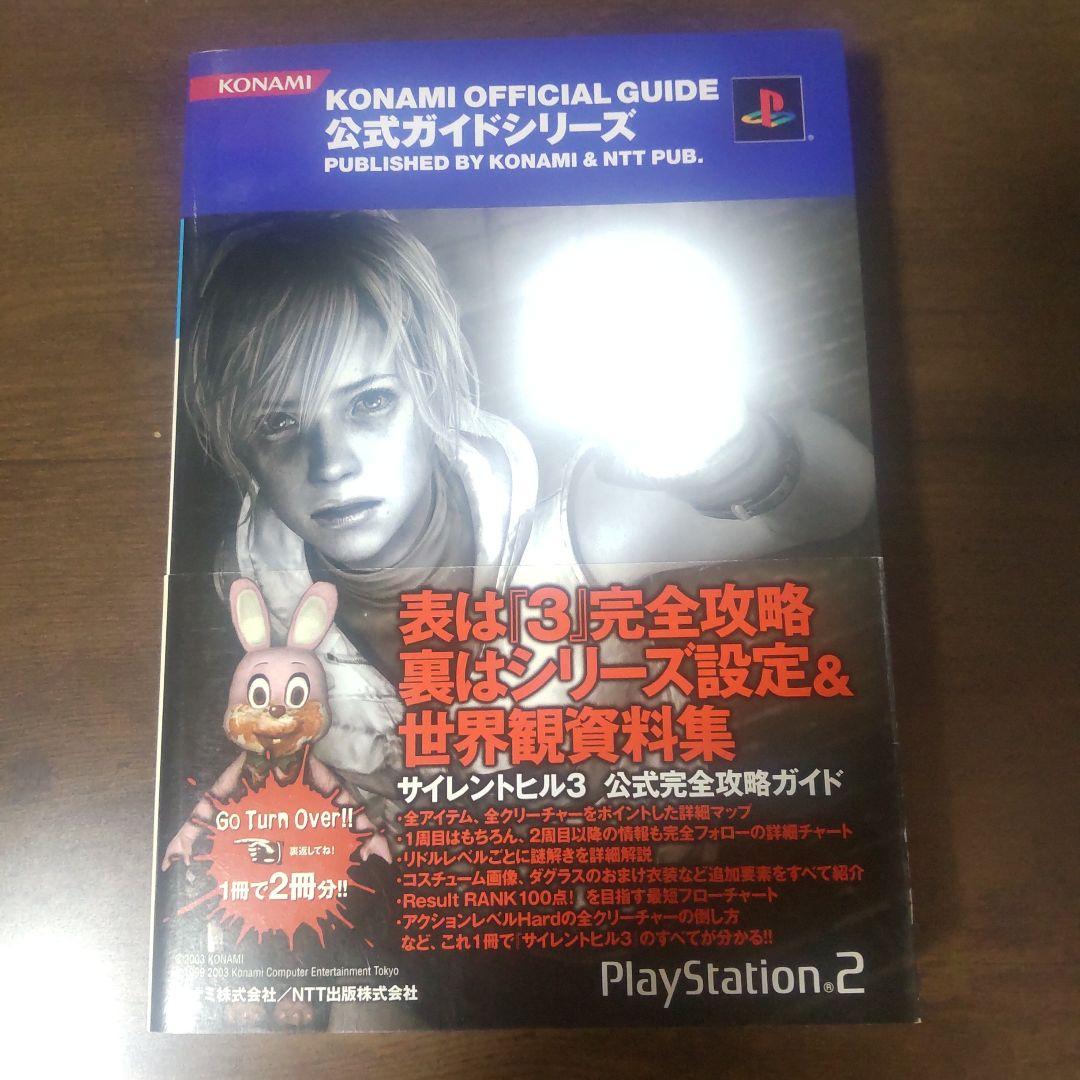 KONAMI
KONAMI OFFICIAL GUIDE
公式ガイドシリーズ
PUBLISHED BY KONAMI & NTT PUB.
表は『3』完全攻略
裏はシリーズ設定&
世界観資料集
サイレントヒル3 公式完全攻略ガイド
・全アイテム、全クリーチャーをポイントした詳細マップ
・1周目はもちろん、2周目以降の情報も完全フォローの詳細チャート
・リドルレベルごとに謎解きを詳細解説
・コスチューム画像、ダグラスのおまけ衣装など追加要素をすべて紹介
・Result RANK100点! を目指す最短フローチャート
・アクションレベルHardの全クリーチャーの倒し方
など、これ1冊で『サイレントヒル3』のすべてが分かる!!
Go Turn Over!!
裏返してね!
1冊で2冊分!!
©2003 KONAMI
1999 2003 Konami Computer Entertainment Tokyo
ナミ株式会社/NTT出版株式会社
PlayStation®2